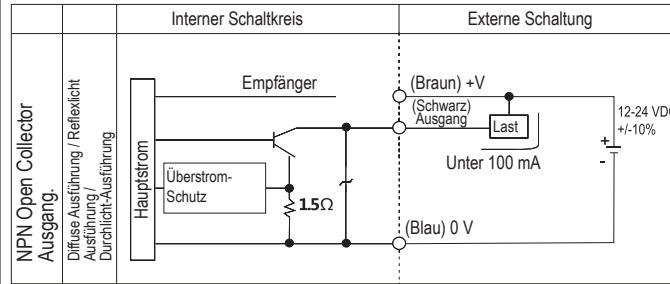 Interner Schaltkreis
Externe Schaltung
NPN Open Collector
Ausgang.
Diffuse Ausführung / Reflexlicht
Ausführung /
Durchlicht-Ausführung
Hauptstrom
Empfänger
Überstrom-
Schutz
1.5Ω
(Braun) +V
(Schwarz)
Ausgang
Last
Unter 100 mA
12-24 VDC
+/-10%
+
-
(Blau) 0 V